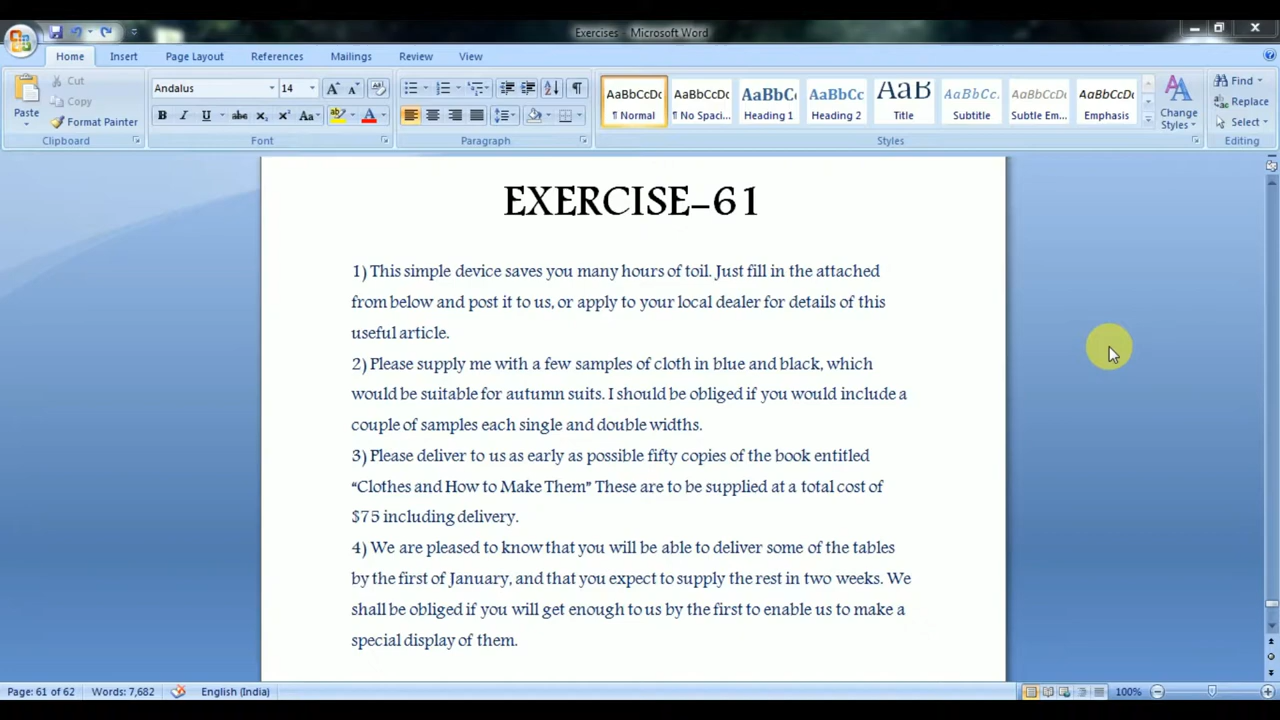 Exercises - Microsoft Word
Home Insert Page Layout References Mailings Review View
Paste
Cut
Copy
Format Painter
Clipboard
Andalus 14
Font
Paragraph
AaBbCcDc AaBbCcDc AaBbC AaBbCc AaB AaBbCc. AaBbCcDc AaBbCcDc
¶ Normal ¶ No Spaci... Heading 1 Heading 2 Title Subtitle Subtle Em... Emphasis
Styles
Change Styles
Find
Replace
Select
Editing
EXERCISE-61
1) This simple device saves you many hours of toil. Just fill in the attached
from below and post it to us, or apply to your local dealer for details of this
useful article.
2) Please supply me with a few samples of cloth in blue and black, which
would be suitable for autumn suits. I should be obliged if you would include a
couple of samples each single and double widths.
3) Please deliver to us as early as possible fifty copies of the book entitled
“Clothes and How to Make Them” These are to be supplied at a total cost of
$75 including delivery.
4) We are pleased to know that you will be able to deliver some of the tables
by the first of January, and that you expect to supply the rest in two weeks. We
shall be obliged if you will get enough to us by the first to enable us to make a
special display of them.
Page: 61 of 62 Words: 7,682 English (India) 100%